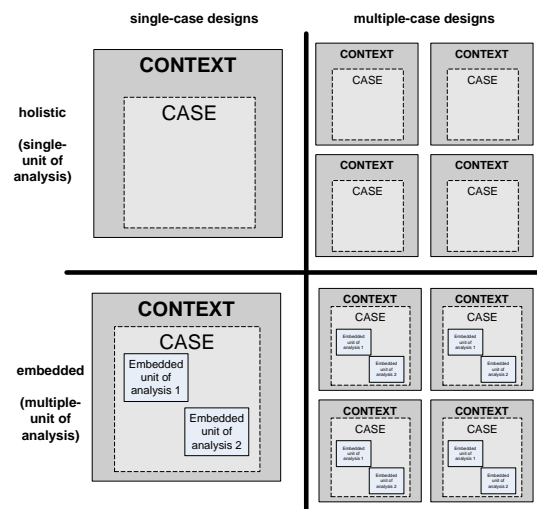 single-case designs
multiple-case designs
holistic
(single-
unit of
analysis)
CONTEXT
CASE
CONTEXT
CASE
CONTEXT
CASE
CONTEXT
CASE
CONTEXT
CASE
embedded
(multiple-
unit of
analysis)
CONTEXT
CASE
Embedded
unit of
analysis 1
Embedded
unit of
analysis 2
CONTEXT
CASE
Embedded
unit of
analysis 1
Embedded
unit of
analysis 2
CONTEXT
CASE
Embedded
unit of
analysis 1
Embedded
unit of
analysis 2
CONTEXT
CASE
Embedded
unit of
analysis 1
Embedded
unit of
analysis 2
CONTEXT
CASE
Embedded
unit of
analysis 1
Embedded
unit of
analysis 2